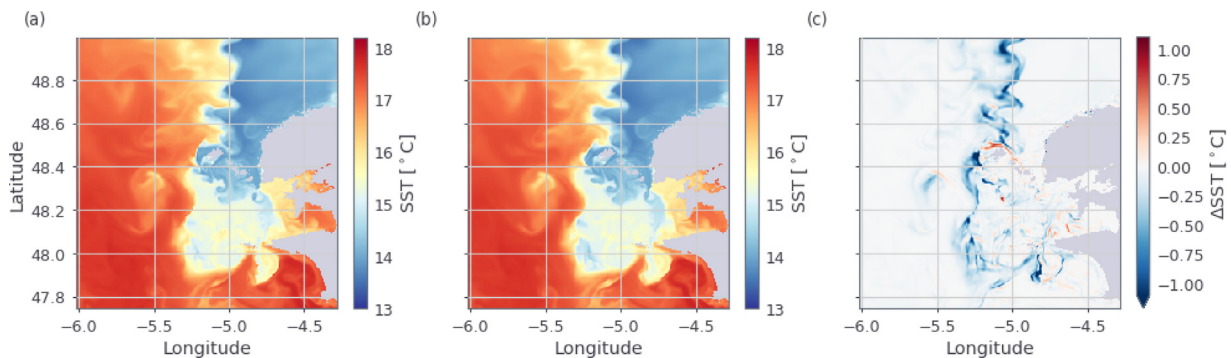 (a) (b) (c)
18 18 1.00
48.8 17 17 0.75
48.6 16 16 0.50
0.25
48.4 Latitude 15 SST [°C] 15 SST [°C] 0.00 ΔSST [°C]
48.2 −0.25
−0.50
48.0 14 14 −0.75
47.8 13 13 −1.00
−6.0 −5.5 −5.0 −4.5 −6.0 −5.5 −5.0 −4.5 −6.0 −5.5 −5.0 −4.5
Longitude Longitude Longitude